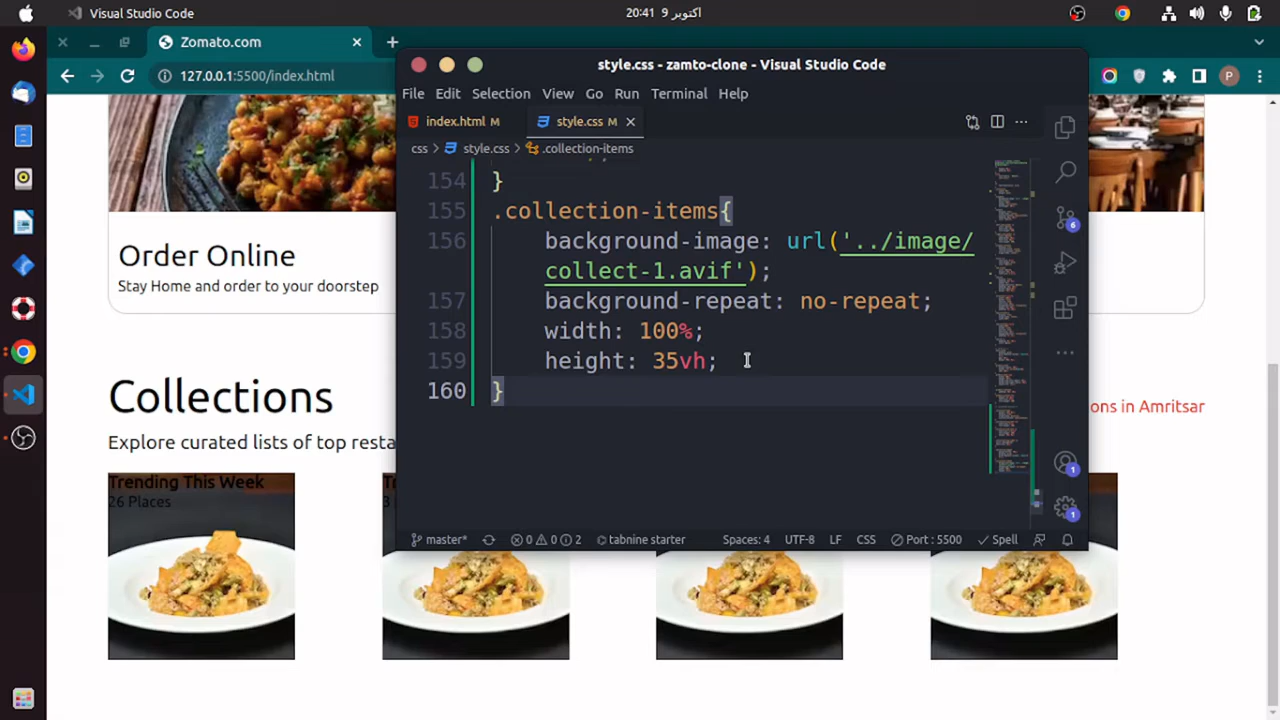 Visual Studio Code
اکتوبر 9 20:41
Zomato.com
127.0.0.1:5500/index.html
P
style.css - zamto-clone - Visual Studio Code
File Edit Selection View Go Run Terminal Help
index.html M
style.css M
css > style.css > .collection-items
154 }
155 .collection-items{
156 background-image: url('../image/
collect-1.avif');
157 background-repeat: no-repeat;
158 width: 100%;
159 height: 35vh;
160 }
6
1
1
master* 0 0 2 tabnine starter Spaces: 4 UTF-8 LF CSS Port : 5500 Spell
Order Online
Stay Home and order to your doorstep
Collections
ons in Amritsar
Explore curated lists of top resta
Trending This Week
26 Places